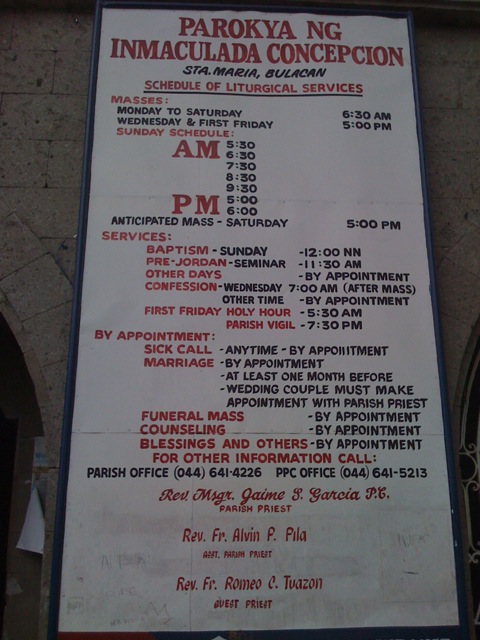 PAROKYA NG
INMACULADA CONCEPCION
STA. MARIA, BULACAN
SCHEDULE OF LITURGICAL SERVICES
MASSES:
MONDAY TO SATURDAY 6:30 AM
WEDNESDAY & FIRST FRIDAY 5:00 PM
SUNDAY SCHEDULE:
AM 5:30
6:30
7:30
8:30
9:30
PM 5:00
6:00
ANTICIPATED MASS - SATURDAY 5:00 PM
SERVICES:
BAPTISM - SUNDAY -12:00 NN
PRE-JORDAN - SEMINAR -11:30 AM
OTHER DAYS -BY APPOINTMENT
CONFESSION - WEDNESDAY 7:00 AM (AFTER MASS)
OTHER TIME -BY APPOINTMENT
FIRST FRIDAY HOLY HOUR - 5:30 AM
PARISH VIGIL - 7:30 PM
BY APPOINTMENT:
SICK CALL - ANYTIME - BY APPOINTMENT
MARRIAGE - BY APPOINTMENT
- AT LEAST ONE MONTH BEFORE
- WEDDING COUPLE MUST MAKE
APPOINTMENT WITH PARISH PRIEST
FUNERAL MASS -BY APPOINTMENT
COUNSELING -BY APPOINTMENT
BLESSINGS AND OTHERS -BY APPOINTMENT
FOR OTHER INFORMATION CALL:
PARISH OFFICE (044) 641-4226 PPC OFFICE (044) 641-5213
Rev. Msgr. Jaime S. Garcia P.C.
PARISH PRIEST
Rev. Fr. Alvin P. Pila
ASST. PARISH PRIEST
Rev. Fr. Romeo C. Tuazon
GUEST PRIEST